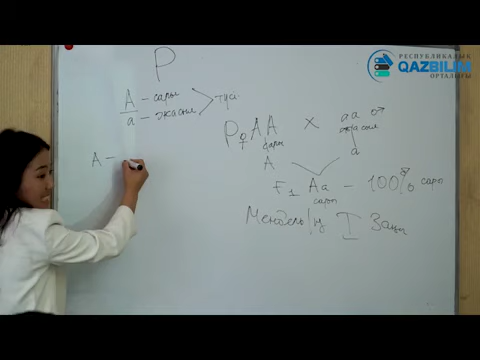 РЕСПУБЛИКАЛЫҚ
QAZBILIM
ОРТАЛЫҒЫ
P
A – сары
a – жасыл
түсі
P ♀ AA × aa ♂
сары жасыл
A a
F1 Aa – 100% сары
сары
Мендельдің I Заңы
A –